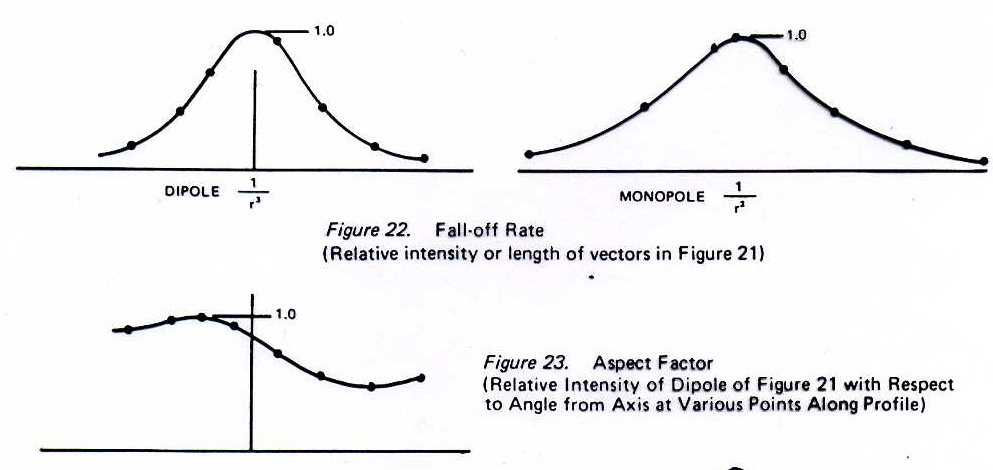 1.0
1.0
DIPOLE 1/r³
MONOPOLE 1/r²
Figure 22. Fall-off Rate
(Relative intensity or length of vectors in Figure 21)
1.0
Figure 23. Aspect Factor
(Relative Intensity of Dipole of Figure 21 with Respect
to Angle from Axis at Various Points Along Profile)